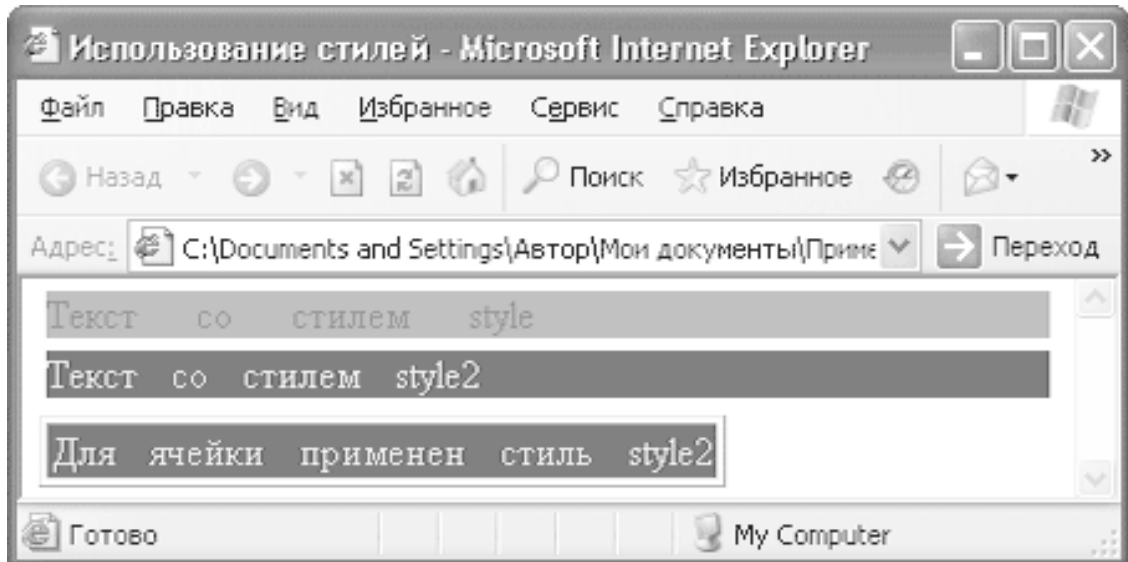 Использование стилей - Microsoft Internet Explorer
Файл Правка Вид Избранное Сервис Справка
Назад Поиск Избранное »
Адрес: C:\Documents and Settings\Автор\Мои документы\Приме Переход
Текст со стилем style
Текст со стилем style2
Для ячейки применен стиль style2
Готово My Computer